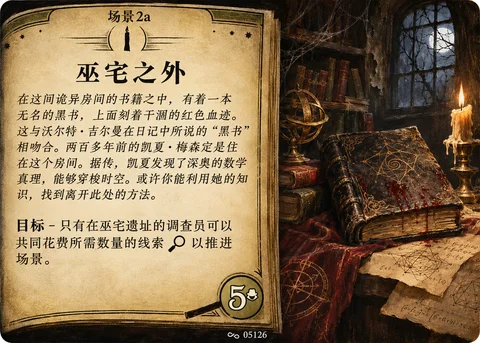 场景2a
巫宅之外
在这间诡异房间的书籍之中，有着一本
无名的黑书，上面刻着干涸的红色血迹。
这与沃尔特·吉尔曼在日记中所说的“黑书”
相吻合。两百多年前的凯夏·梅森定是住
在这个房间。据传，凯夏发现了深奥的数学
真理，能够穿梭时空。或许你能利用她的知
识，找到离开此处的方法。
目标 – 只有在巫宅遗址的调查员可以
共同花费所需数量的线索 以推进
场景。
5
05126